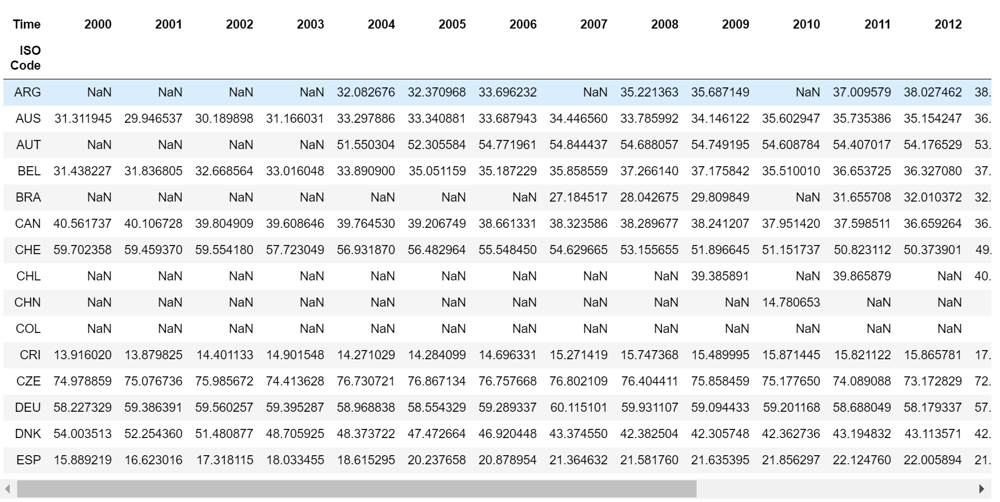 Time 2000 2001 2002 2003 2004 2005 2006 2007 2008 2009 2010 2011 2012
ISO
Code
ARG NaN NaN NaN NaN 32.082676 32.370968 33.696232 NaN 35.221363 35.687149 NaN 37.009579 38.027462 38.
AUS 31.311945 29.946537 30.189898 31.166031 33.297886 33.340881 33.687943 34.446560 33.785992 34.146122 35.602947 35.735386 35.154247 36.
AUT NaN NaN NaN NaN 51.550304 52.305584 54.771961 54.844437 54.688057 54.749195 54.608784 54.407017 54.176529 53.
BEL 31.438227 31.836805 32.668564 33.016048 33.890900 35.051159 35.187229 35.858559 37.266140 37.175842 35.510010 36.653725 36.327080 37.
BRA NaN NaN NaN NaN NaN NaN NaN 27.184517 28.042675 29.809849 NaN 31.655708 32.010372 32.
CAN 40.561737 40.106728 39.804909 39.608646 39.764530 39.206749 38.661331 38.323586 38.289677 38.241207 37.951420 37.598511 36.659264 36.
CHE 59.702358 59.459370 59.554180 57.723049 56.931870 56.482964 55.548450 54.629665 53.155655 51.896645 51.151737 50.823112 50.373901 49.
CHL NaN NaN NaN NaN NaN NaN NaN NaN NaN 39.385891 NaN 39.865879 NaN 40.
CHN NaN NaN NaN NaN NaN NaN NaN NaN NaN NaN 14.780653 NaN NaN
COL NaN NaN NaN NaN NaN NaN NaN NaN NaN NaN NaN NaN NaN
CRI 13.916020 13.879825 14.401133 14.901548 14.271029 14.284099 14.696331 15.271419 15.747368 15.489995 15.871445 15.821122 15.865781 17.
CZE 74.978859 75.076736 75.985672 74.413628 76.730721 76.867134 76.757668 76.802109 76.404411 75.858459 75.177650 74.089088 73.172829 72.
DEU 58.227329 59.386391 59.560257 59.395287 58.968838 58.554329 59.289337 60.115101 59.931107 59.094433 59.201168 58.688049 58.179337 57.
DNK 54.003513 52.254360 51.480877 48.705925 48.373722 47.472664 46.920448 43.374550 42.382504 42.305748 42.362736 43.194832 43.113571 42.
ESP 15.889219 16.623016 17.318115 18.033455 18.615295 20.237658 20.878954 21.364632 21.581760 21.635395 21.856297 22.124760 22.005894 21.